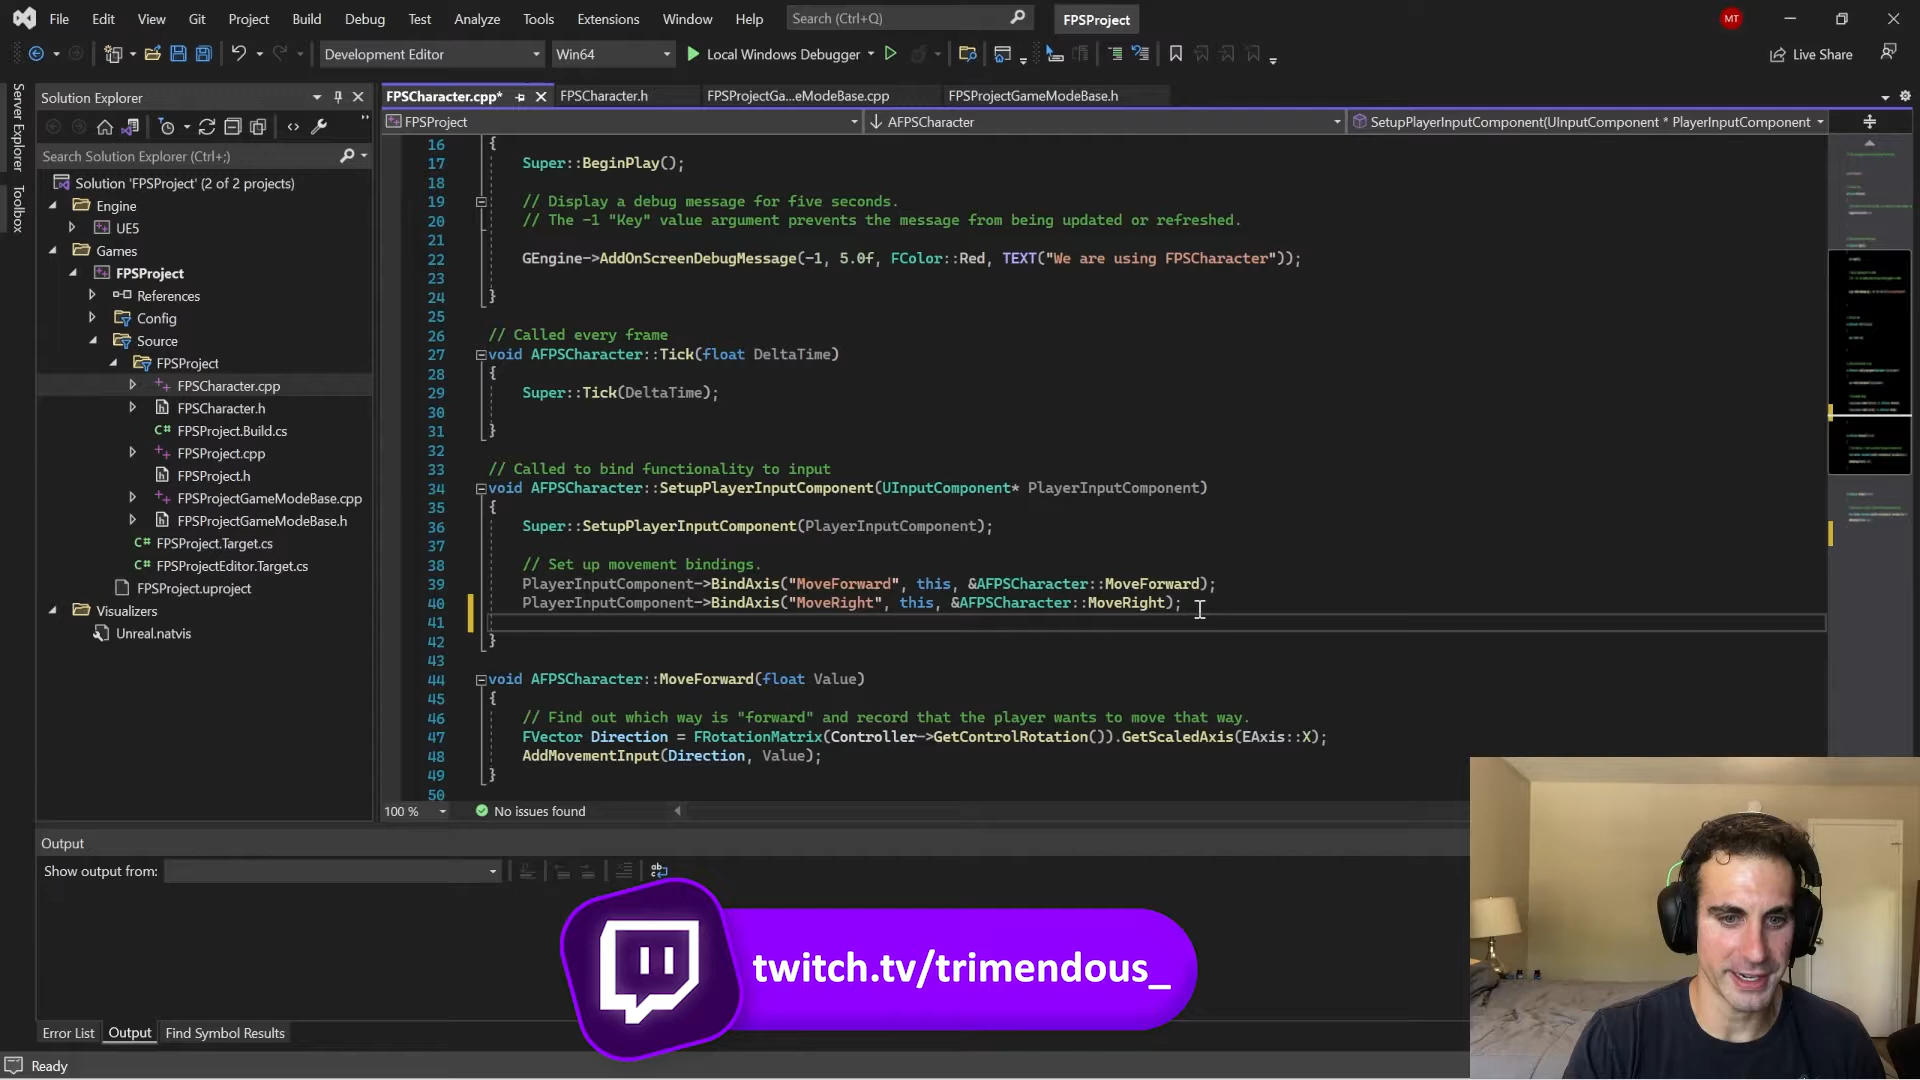 File Edit View Git Project Build Debug Test Analyze Tools Extensions Window Help Search (Ctrl+Q) FPSProject MT
Development Editor Win64 Local Windows Debugger Live Share
Server Explorer
Toolbox
Solution Explorer
Search Solution Explorer (Ctrl+;)
Solution 'FPSProject' (2 of 2 projects)
Engine
UE5
Games
FPSProject
References
Config
Source
FPSProject
FPSCharacter.cpp
FPSCharacter.h
FPSProject.Build.cs
FPSProject.cpp
FPSProject.h
FPSProjectGameModeBase.cpp
FPSProjectGameModeBase.h
FPSProject.Target.cs
FPSProjectEditor.Target.cs
FPSProject.uproject
Visualizers
Unreal.natvis
FPSCharacter.cpp* FPSCharacter.h FPSProjectGa...eModeBase.cpp FPSProjectGameModeBase.h
FPSProject AFPSCharacter SetupPlayerInputComponent(UInputComponent * PlayerInputComponent
16 {
17 Super::BeginPlay();
18
19 // Display a debug message for five seconds.
20 // The -1 "Key" value argument prevents the message from being updated or refreshed.
21
22 GEngine->AddOnScreenDebugMessage(-1, 5.0f, FColor::Red, TEXT("We are using FPSCharacter"));
23
24 }
25
26 // Called every frame
27 void AFPSCharacter::Tick(float DeltaTime)
28 {
29 Super::Tick(DeltaTime);
30
31 }
32
33 // Called to bind functionality to input
34 void AFPSCharacter::SetupPlayerInputComponent(UInputComponent* PlayerInputComponent)
35 {
36 Super::SetupPlayerInputComponent(PlayerInputComponent);
37
38 // Set up movement bindings.
39 PlayerInputComponent->BindAxis("MoveForward", this, &AFPSCharacter::MoveForward);
40 PlayerInputComponent->BindAxis("MoveRight", this, &AFPSCharacter::MoveRight);
41
42 }
43
44 void AFPSCharacter::MoveForward(float Value)
45 {
46 // Find out which way is "forward" and record that the player wants to move that way.
47 FVector Direction = FRotationMatrix(Controller->GetControlRotation()).GetScaledAxis(EAxis::X);
48 AddMovementInput(Direction, Value);
49 }
50
100 % No issues found
Output
Show output from:
twitch.tv/trimendous_
Error List Output Find Symbol Results
Ready